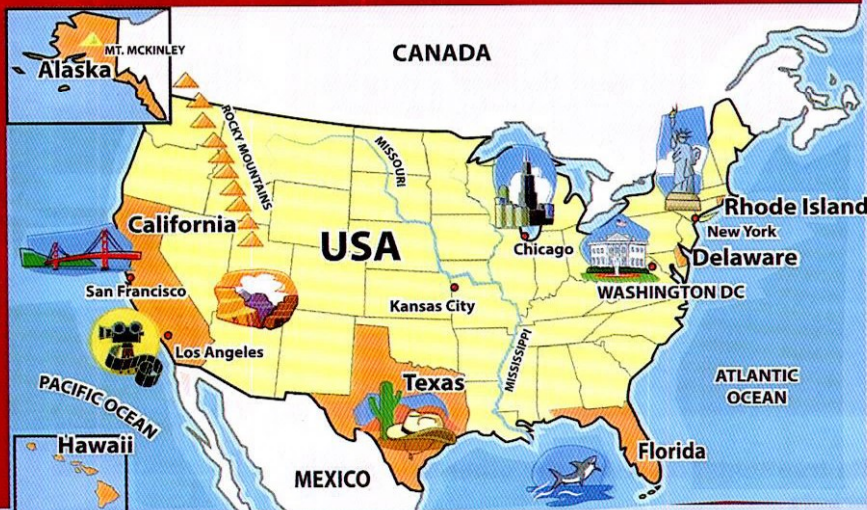 MT. MCKINLEY
Alaska
CANADA
ROCKY MOUNTAINS
MISSOURI
California
USA
Rhode Island
New York
Chicago
Delaware
San Francisco
Kansas City
WASHINGTON DC
Los Angeles
MISSISSIPPI
Texas
ATLANTIC
OCEAN
PACIFIC OCEAN
Hawaii
Florida
MEXICO